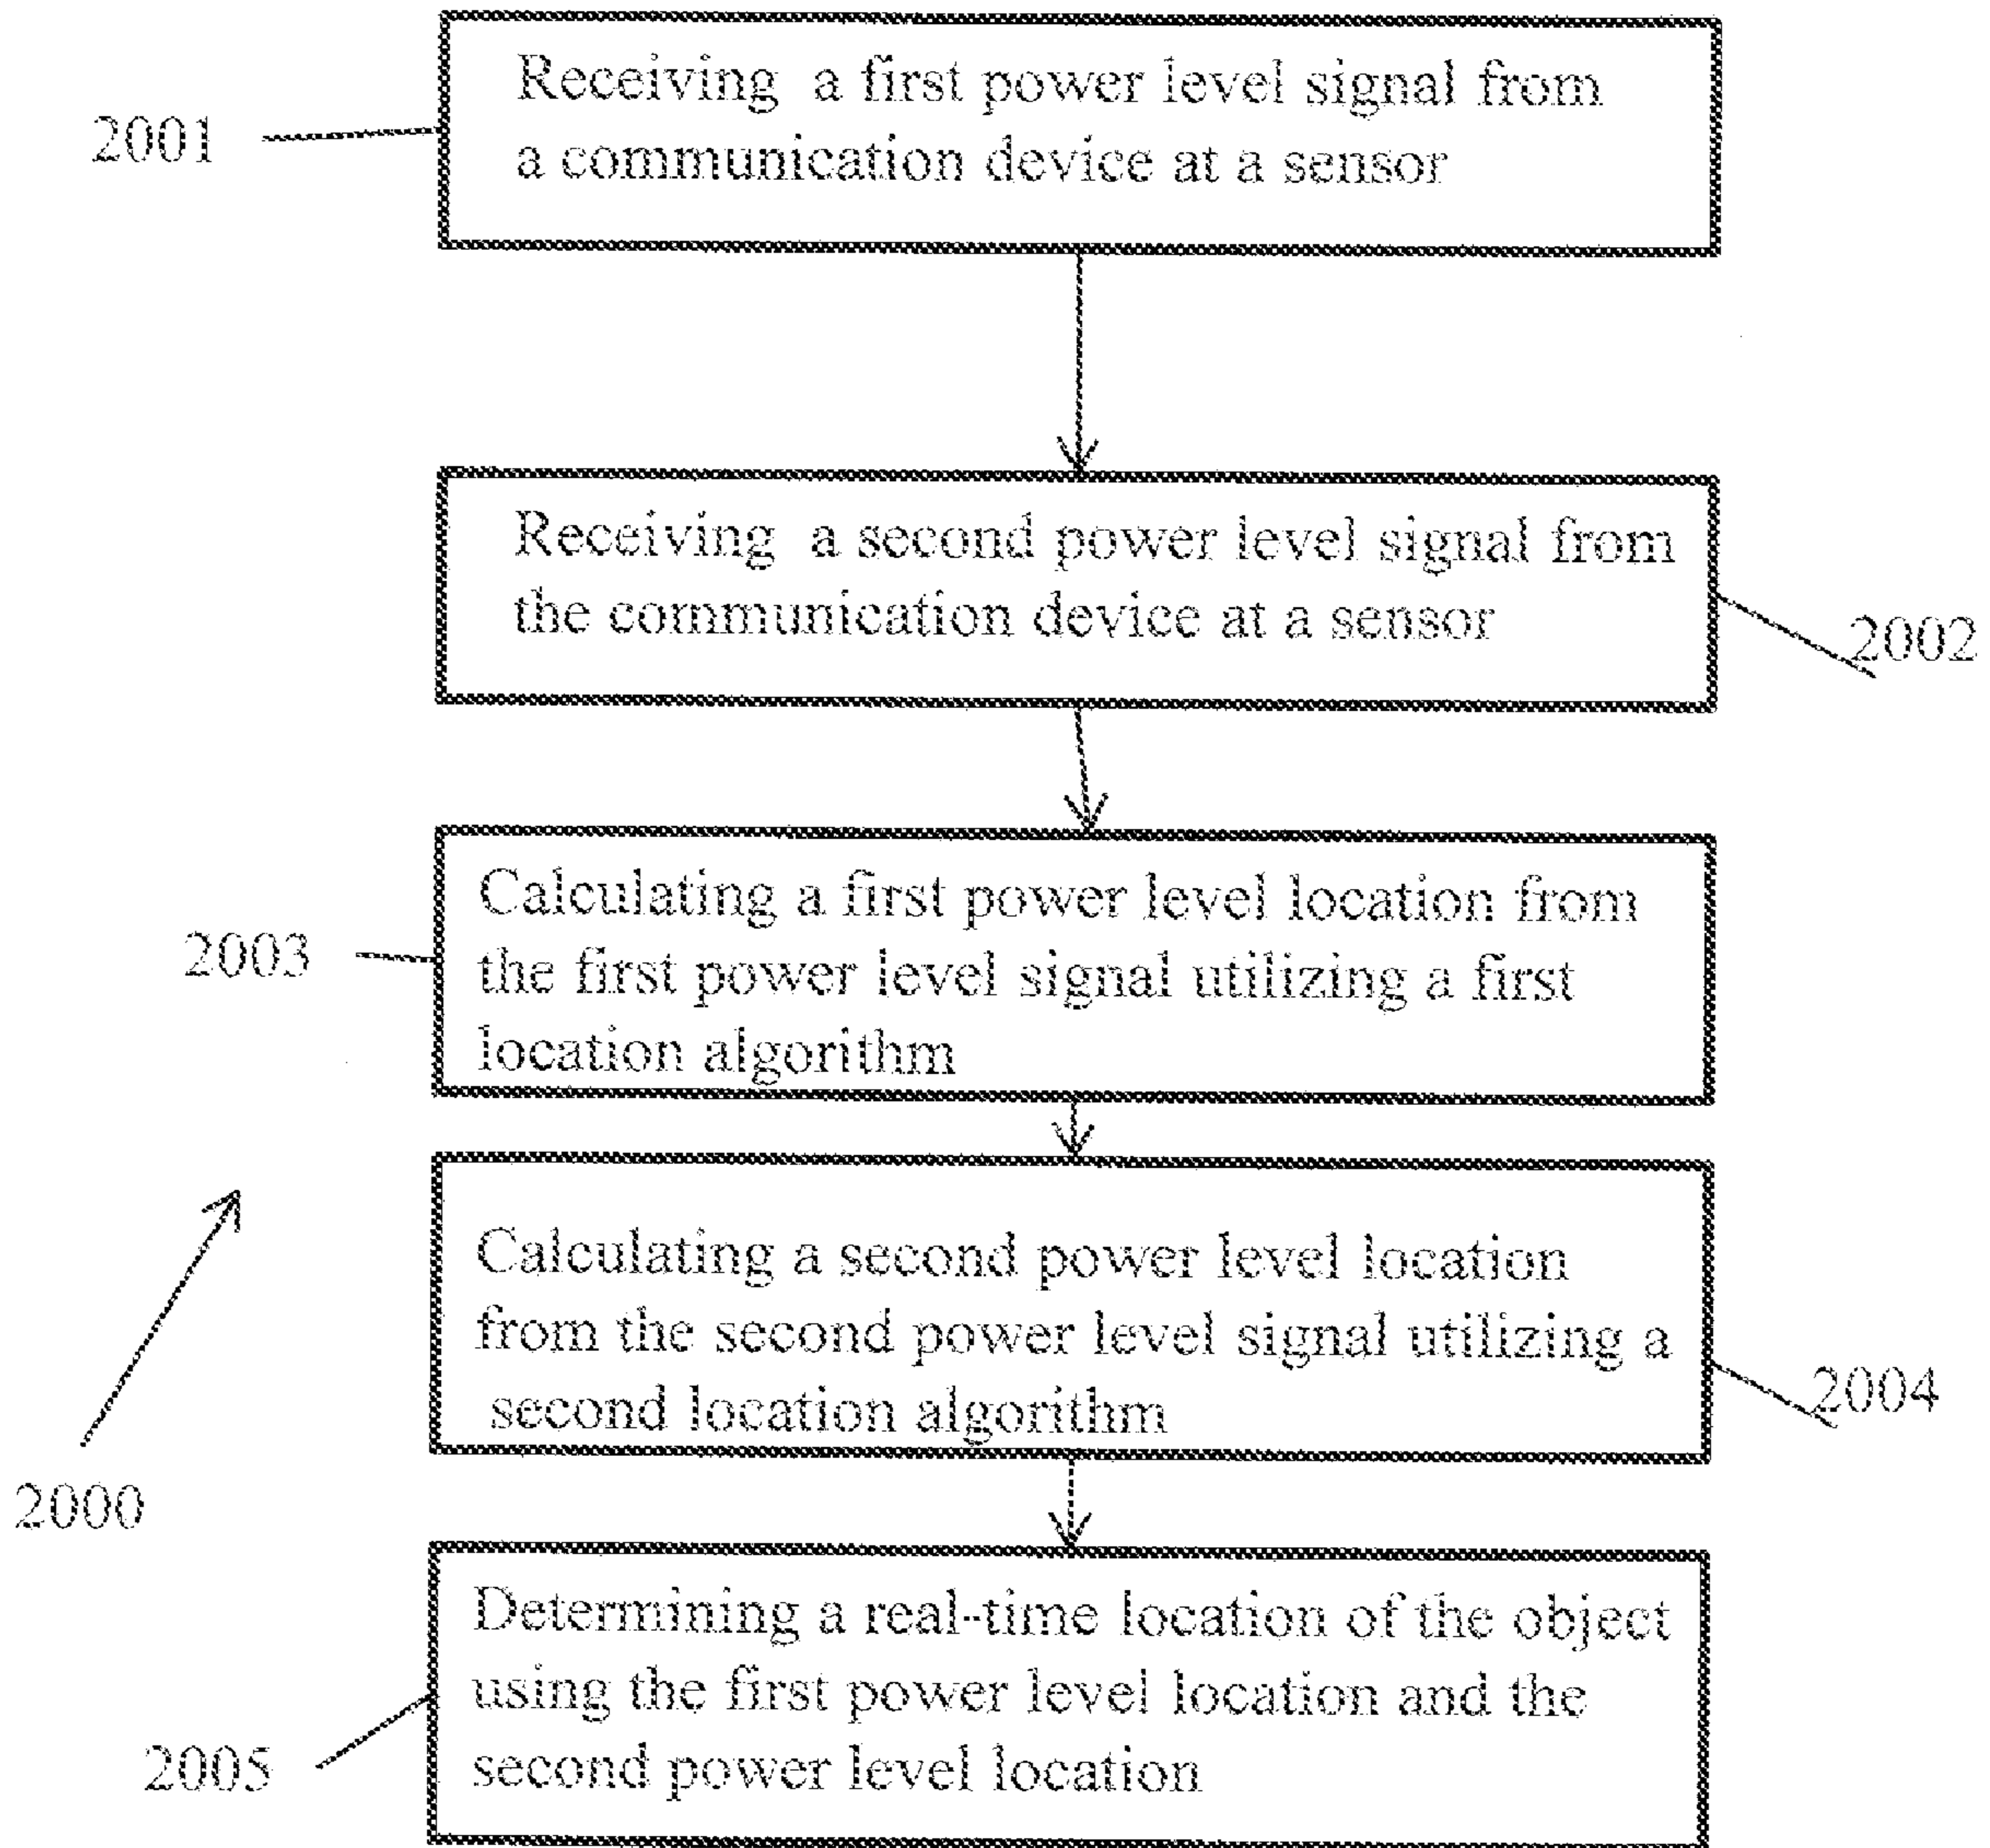 Receiving a first power level signal from
a communication device at a sensor
2001
Receiving a second power level signal from
the communication device at a sensor
2002
Calculating a first power level location from
the first power level signal utilizing a first
location algorithm
2003
Calculating a second power level location
from the second power level signal utilizing a
second location algorithm
2004
2000
Determining a real-time location of the object
using the first power level location and the
second power level location
2005